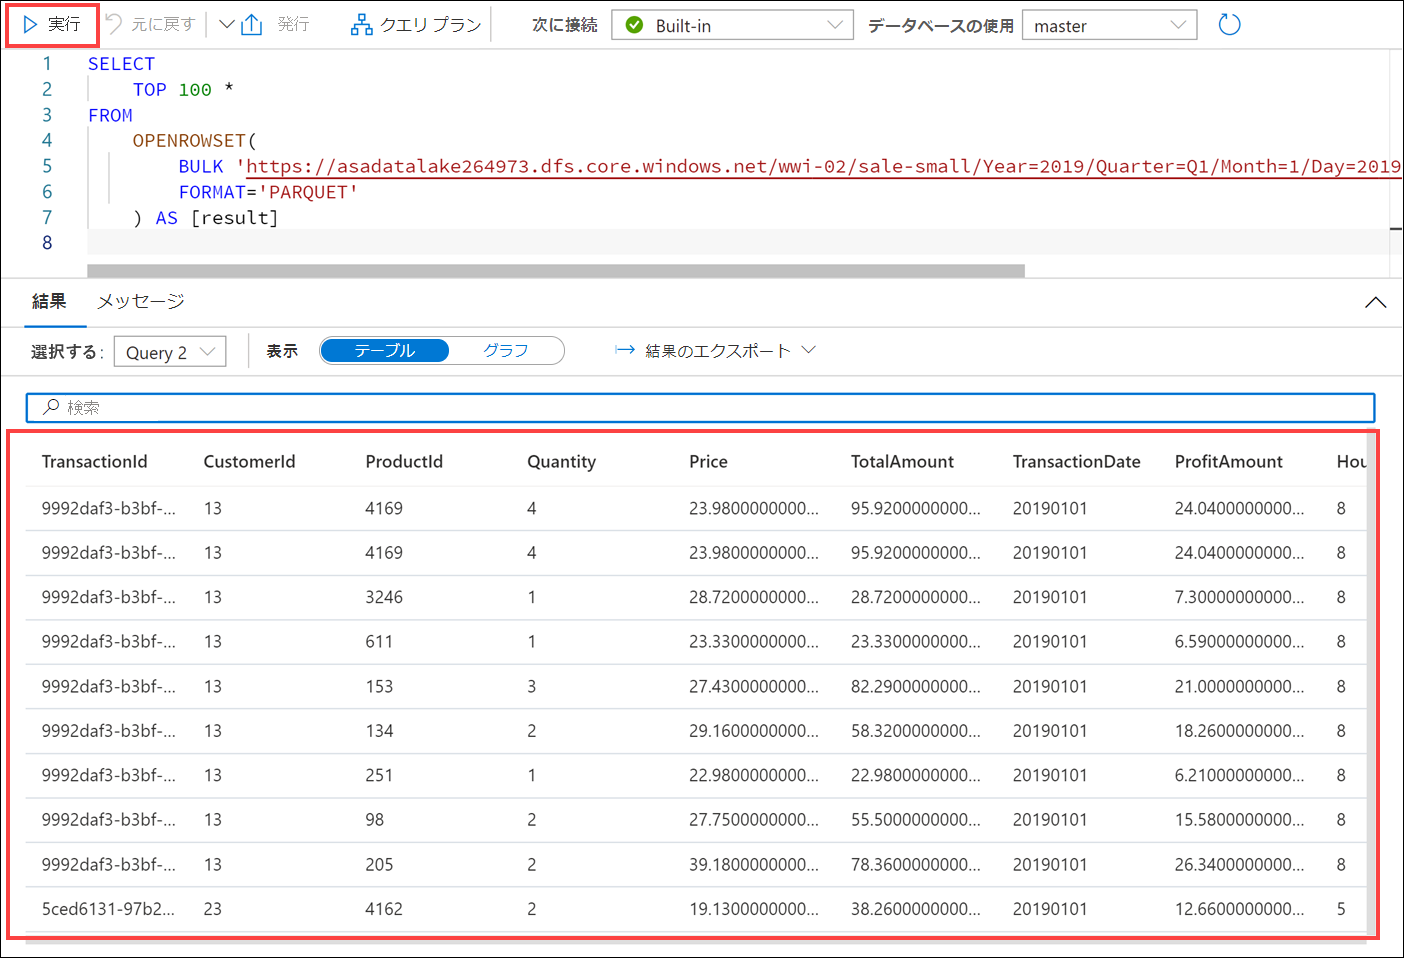 実行 元に戻す 発行 クエリ プラン 次に接続 Built-in データベースの使用 master
1 SELECT
2 TOP 100 *
3 FROM
4 OPENROWSET(
5 BULK 'https://asadatalake264973.dfs.core.windows.net/wwi-02/sale-small/Year=2019/Quarter=Q1/Month=1/Day=2019
6 FORMAT='PARQUET'
7 ) AS [result]
8
結果 メッセージ
選択する: Query 2 表示 テーブル グラフ 結果のエクスポート
検索
TransactionId CustomerId ProductId Quantity Price TotalAmount TransactionDate ProfitAmount Hou
9992daf3-b3bf-... 13 4169 4 23.9800000000... 95.9200000000... 20190101 24.0400000000... 8
9992daf3-b3bf-... 13 4169 4 23.9800000000... 95.9200000000... 20190101 24.0400000000... 8
9992daf3-b3bf-... 13 3246 1 28.7200000000... 28.7200000000... 20190101 7.30000000000... 8
9992daf3-b3bf-... 13 611 1 23.3300000000... 23.3300000000... 20190101 6.59000000000... 8
9992daf3-b3bf-... 13 153 3 27.4300000000... 82.2900000000... 20190101 21.0000000000... 8
9992daf3-b3bf-... 13 134 2 29.1600000000... 58.3200000000... 20190101 18.2600000000... 8
9992daf3-b3bf-... 13 251 1 22.9800000000... 22.9800000000... 20190101 6.21000000000... 8
9992daf3-b3bf-... 13 98 2 27.7500000000... 55.5000000000... 20190101 15.5800000000... 8
9992daf3-b3bf-... 13 205 2 39.1800000000... 78.3600000000... 20190101 26.3400000000... 8
5ced6131-97b2... 23 4162 2 19.1300000000... 38.2600000000... 20190101 12.6600000000... 5